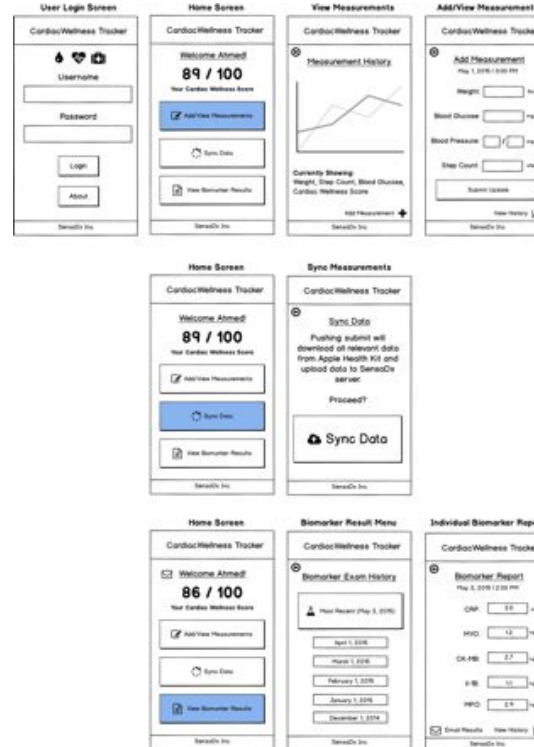 User Login Screen
CardiacWellness Tracker
Username
Password
Login
About
SensoDx Inc.
Home Screen
CardiacWellness Tracker
Welcome Ahmed!
89 / 100
Your Cardiac Wellness Score
Add/View Measurements
Sync Data
View Biomarker Results
SensoDx Inc.
View Measurements
CardiacWellness Tracker
Measurement History
Currently Showing:
Weight, Step Count, Blood Glucose,
Cardiac Wellness Score
Add Measurement
SensoDx Inc.
Add/View Measurement
CardiacWellness Tracke
Add Measurement
May 1, 2015
Weight:
Blood Glucose
Blood Pressure
/
Step Count
Submit Update
View History
SensoDx Inc.
Home Screen
CardiacWellness Tracker
Welcome Ahmed!
89 / 100
Your Cardiac Wellness Score
Add/View Measurements
Sync Data
View Biomarker Results
SensoDx Inc.
Sync Measurements
CardiacWellness Tracker
Sync Data
Pushing submit will
download all relevant data
from Apple Health Kit and
upload data to SensoDx
server.
Proceed?
Sync Data
SensoDx Inc.
Home Screen
CardiacWellness Tracker
Welcome Ahmed!
86 / 100
Your Cardiac Wellness Score
Add/View Measurements
Sync Data
View Biomarker Results
SensoDx Inc.
Biomarker Result Menu
CardiacWellness Tracker
Biomarker Exam History
Most Recent (May 3, 2015)
April 1, 2015
March 1, 2015
February 1, 2015
January 1, 2015
December 1, 2014
SensoDx Inc.
Individual Biomarker Repo
CardiacWellness Tracke
Biomarker Report
May 3, 2015 | 2:00 PM
CRP:
MYO:
CK-MB: 2.7
MPO:
Email Results
View History
SensoDx Inc.